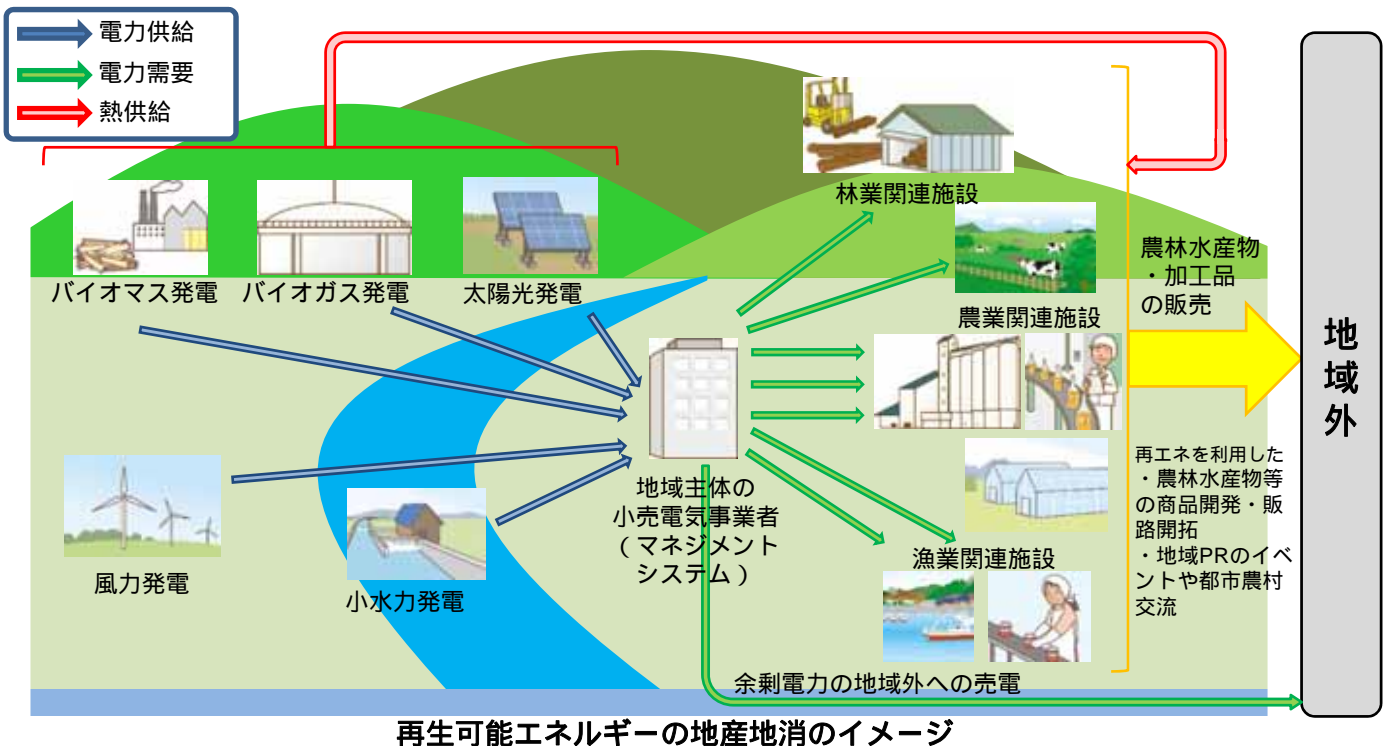 電力供給
電力需要
熱供給
林業関連施設
バイオマス発電
バイオガス発電
太陽光発電
農林水産物
・加工品
の販売
農業関連施設
地域外
再エネを利用した
・農林水産物等
の商品開発・販
路開拓
・地域PRのイベ
ントや都市農村
交流
地域主体の
小売電気事業者
(マネジメント
システム)
漁業関連施設
風力発電
小水力発電
余剰電力の地域外への売電
再生可能エネルギーの地産地消のイメージ